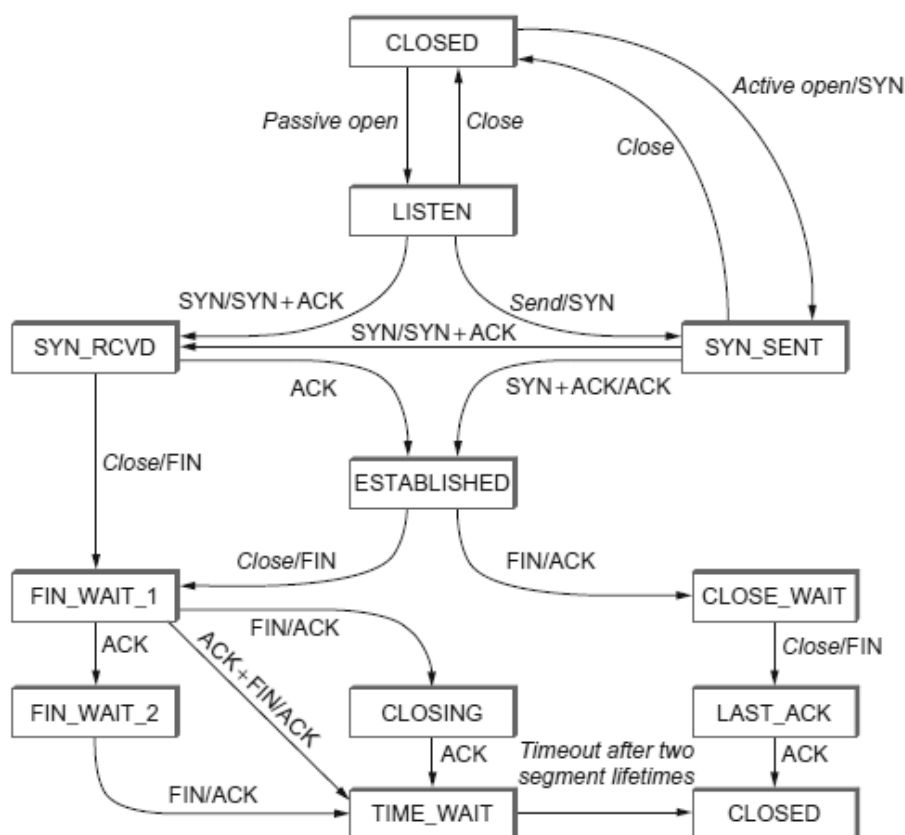 CLOSED
Active open/SYN
Passive open
Close
Close
LISTEN
SYN/SYN + ACK
Send/SYN
SYN/SYN + ACK
SYN_RCVD
SYN_SENT
ACK
SYN + ACK/ACK
Close/FIN
ESTABLISHED
Close/FIN
FIN/ACK
FIN_WAIT_1
CLOSE_WAIT
FIN/ACK
ACK
ACK + FIN/ACK
Close/FIN
FIN_WAIT_2
CLOSING
LAST_ACK
ACK
Timeout after two
segment lifetimes
ACK
FIN/ACK
TIME_WAIT
CLOSED